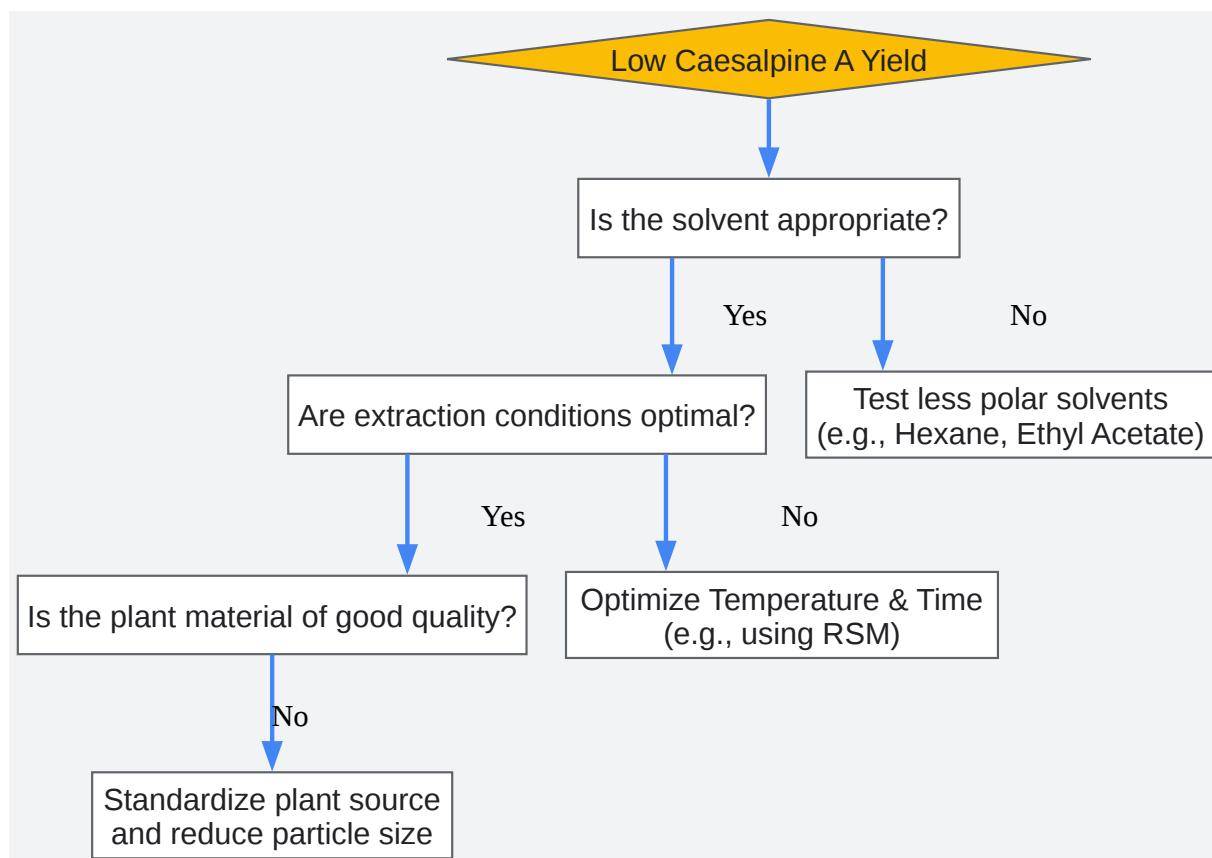 Low Caesalpine A Yield
Is the solvent appropriate?
Yes
No
Are extraction conditions optimal?
Test less polar solvents
(e.g., Hexane, Ethyl Acetate)
Yes
No
Is the plant material of good quality?
Optimize Temperature & Time
(e.g., using RSM)
No
Standardize plant source
and reduce particle size